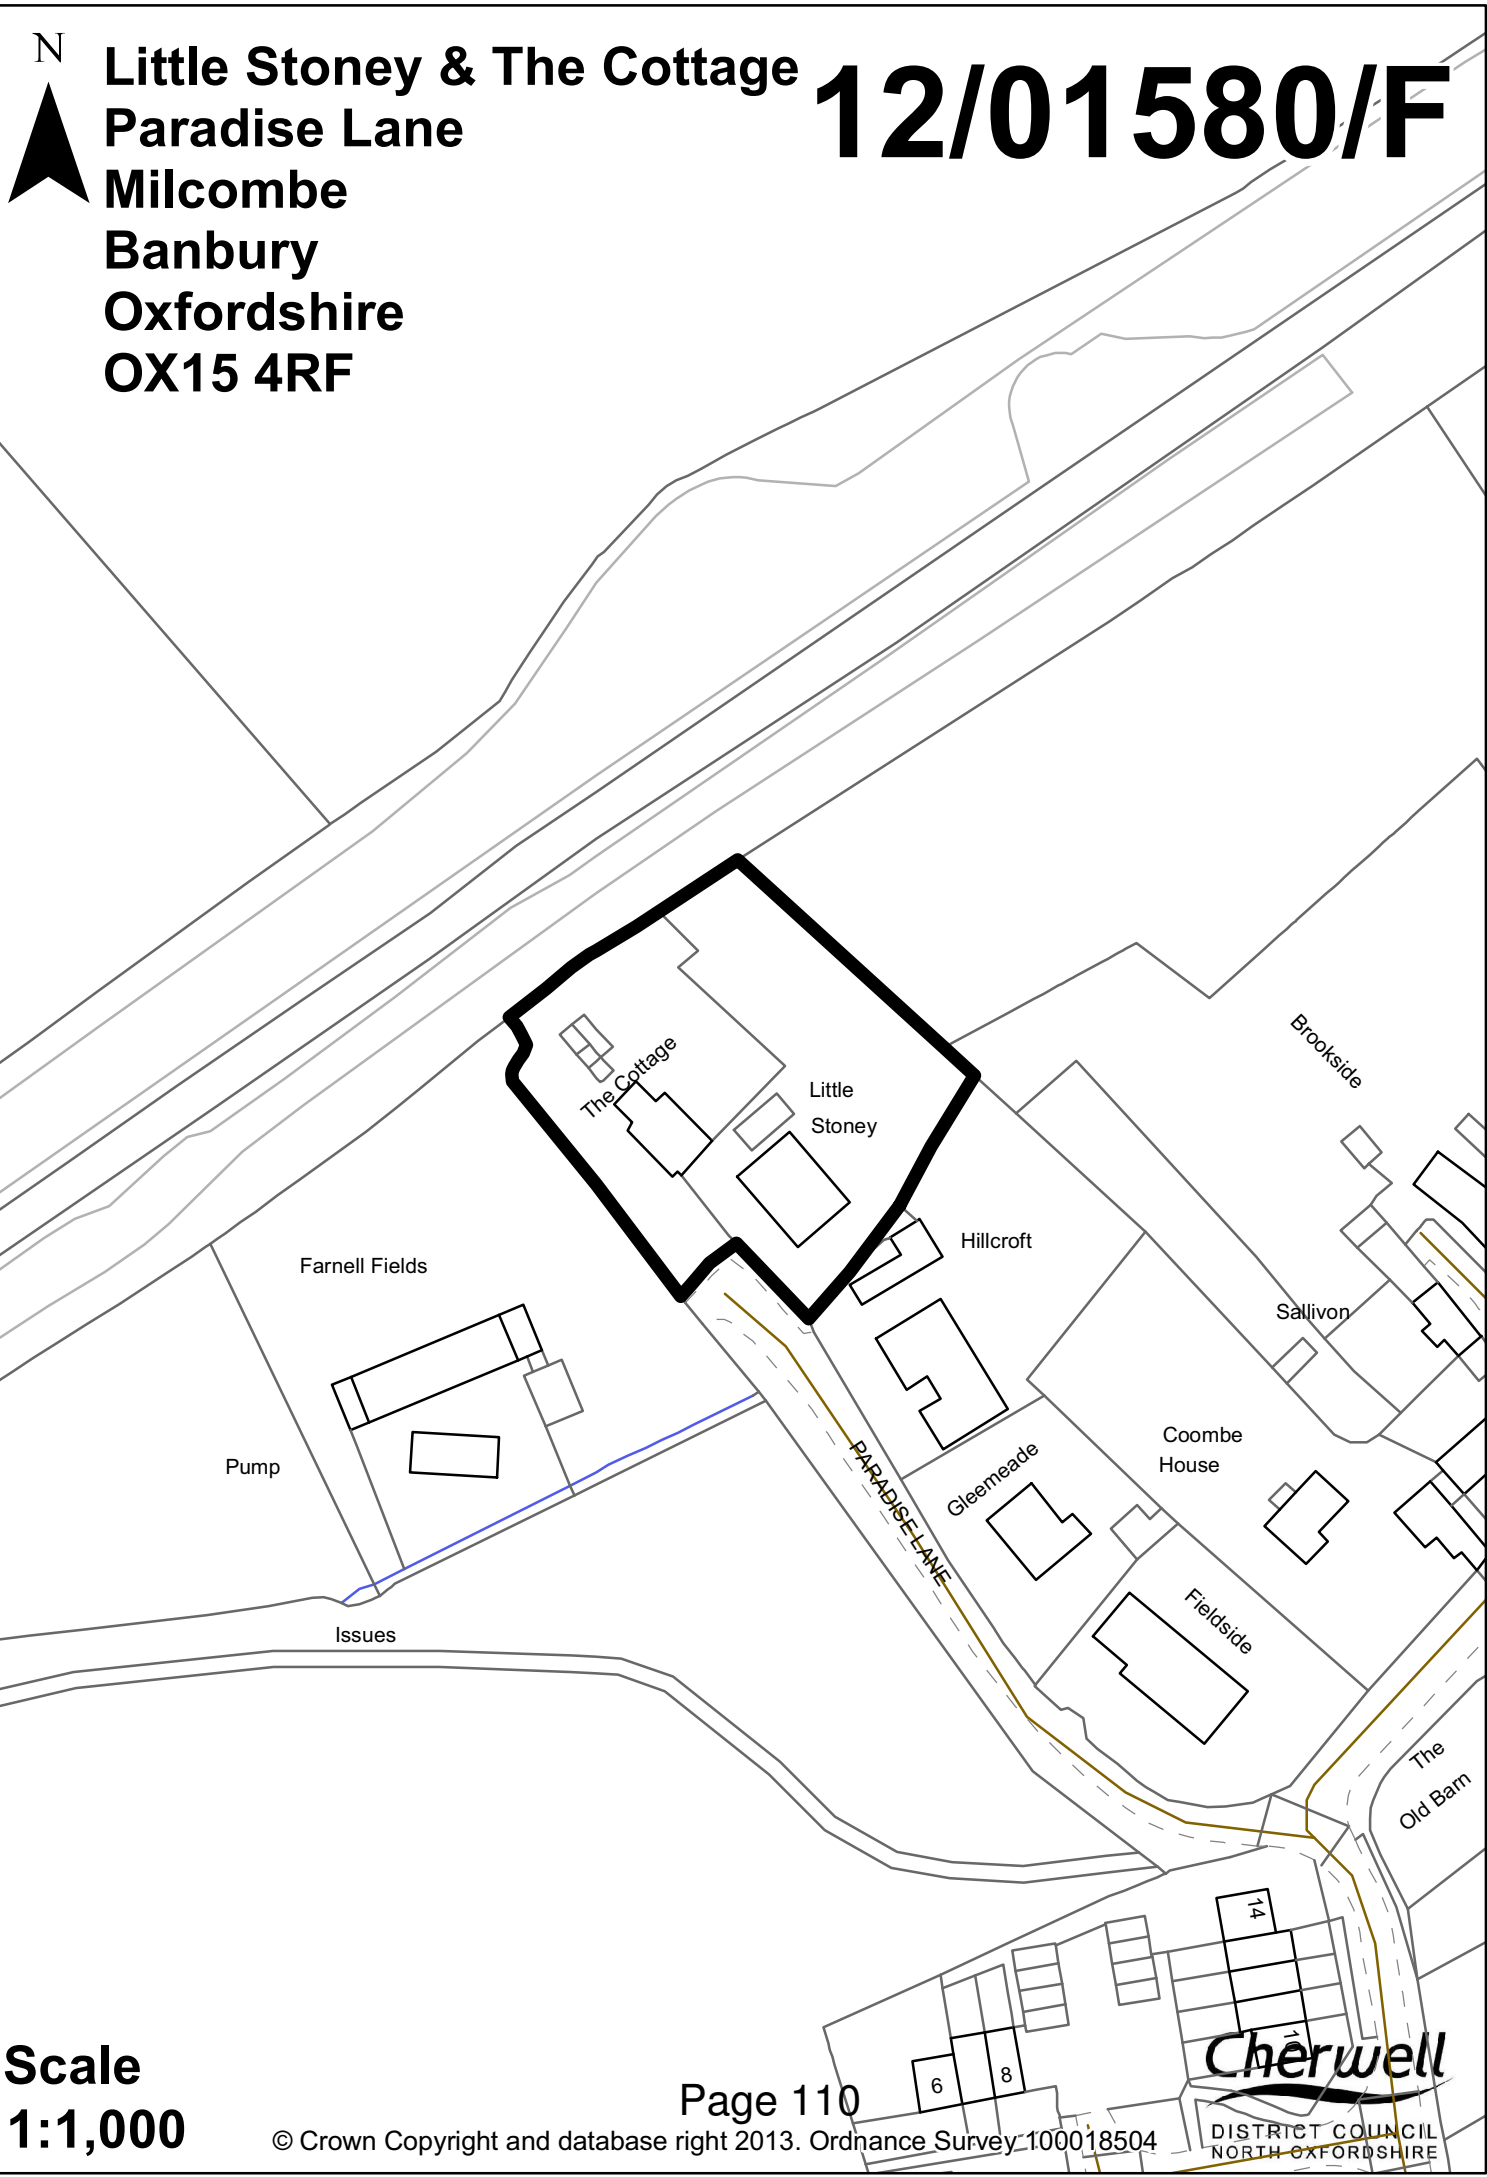 N
Little Stoney & The Cottage
Paradise Lane
Milcombe
Banbury
Oxfordshire
OX15 4RF
12/01580/F
The Cottage
Little
Stoney
Brookside
Farnell Fields
Hillcroft
Sallivon
Pump
PARADISE LANE
Gleemeade
Coombe
House
Fieldside
Issues
The
Old Barn
14
10
6
8
Scale
1:1,000
Page 110
© Crown Copyright and database right 2013. Ordnance Survey 100018504
Cherwell
DISTRICT COUNCIL
NORTH OXFORDSHIRE